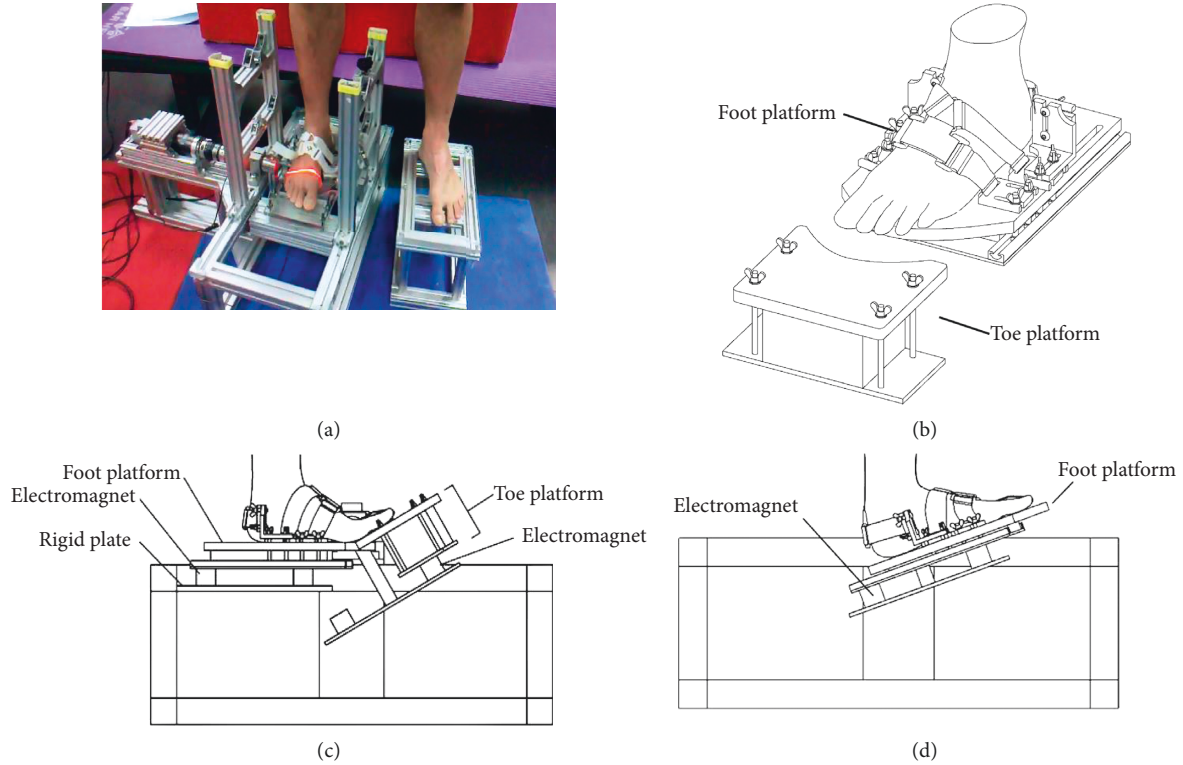 Foot platform
Toe platform
(a)
(b)
Foot platform
Electromagnet
Rigid plate
Toe platform
Electromagnet
Foot platform
Electromagnet
(c)
(d)